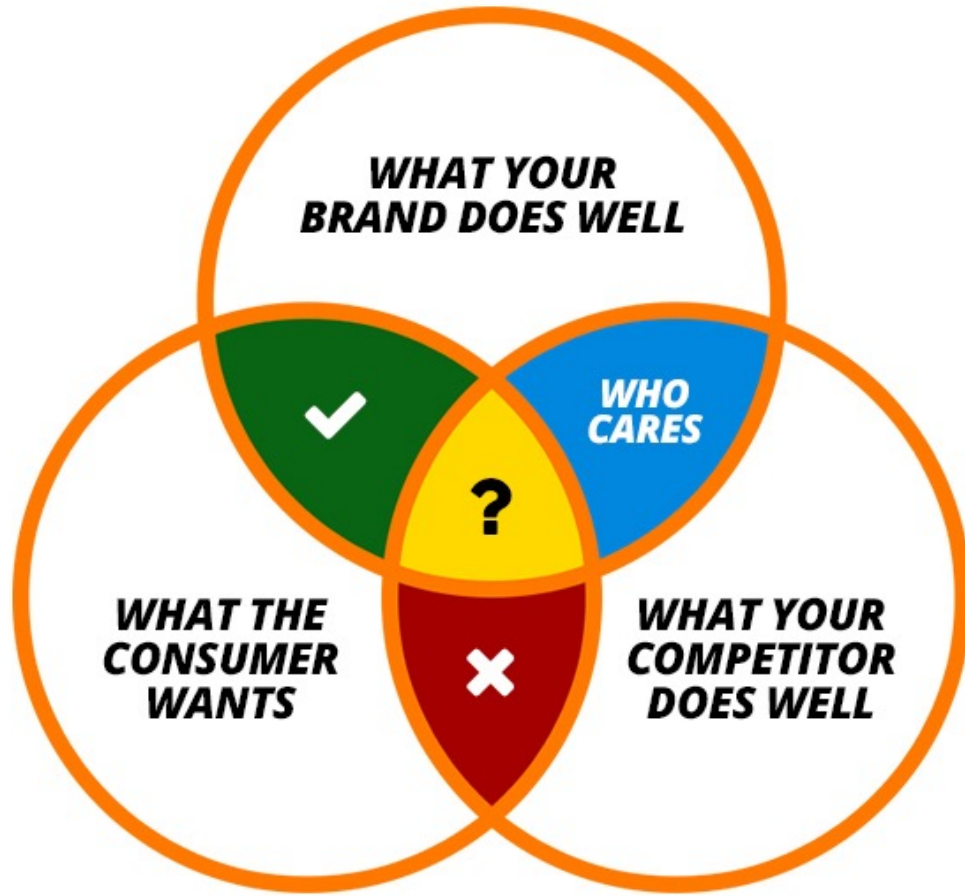 WHAT YOUR
BRAND DOES WELL
WHO
CARES
?
WHAT THE
CONSUMER
WANTS
WHAT YOUR
COMPETITOR
DOES WELL